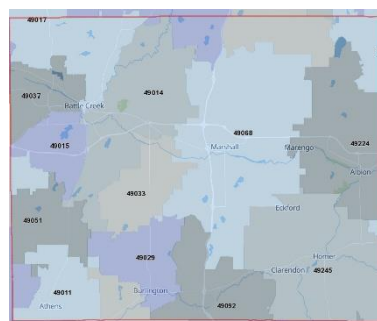 49017
49037
49014
Battle Creek
49068
49015
Marshall
Marengo
49224
Albion
49033
49051
Eckford
49029
Homer
Clarendon
49245
49011
Burlington
Athens
49092